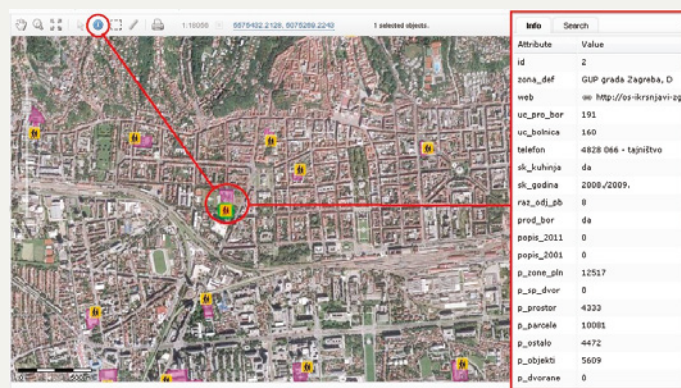 1:10000 5576432.2128, 5075269.2243 1 selected objects.
Info Search
Attribute Value
id 2
zona_def GUP grada Zagreba, D
web http://os-ikrsnjavi-zg
uc_pro_bor 191
uc_bolnica 160
telefon 4828 066 - tajništvo
sk_kuhinja da
sk_godina 2008./2009.
raz_odj_pb 8
prod_bor da
popis_2011 0
popis_2001 0
p_zone_pln 12517
p_sp_dvor 0
p_prostor 4333
p_parcele 10081
p_ostalo 4472
p_objekti 5609
p_dvorane 0